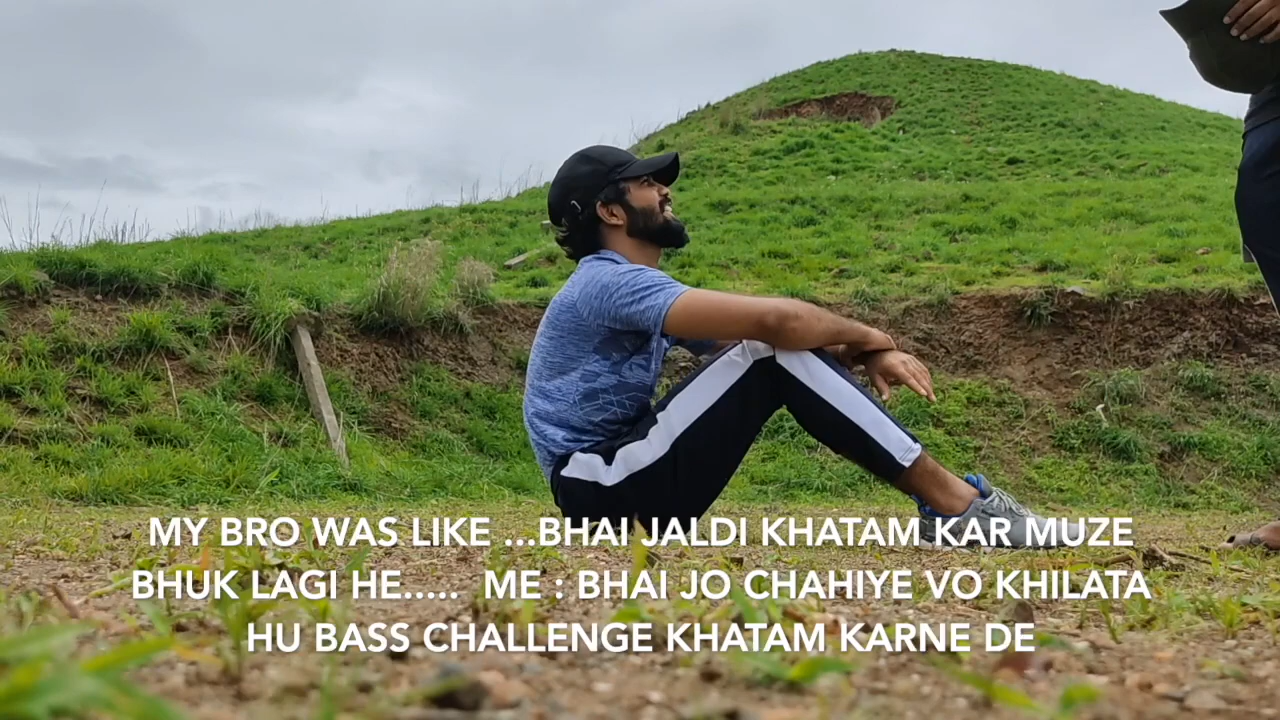 MY BRO WAS LIKE ...BHAI JALDI KHATAM KAR MUZE
BHUK LAGI HE..... ME : BHAI JO CHAHIYE VO KHILATA
HU BASS CHALLENGE KHATAM KARNE DE